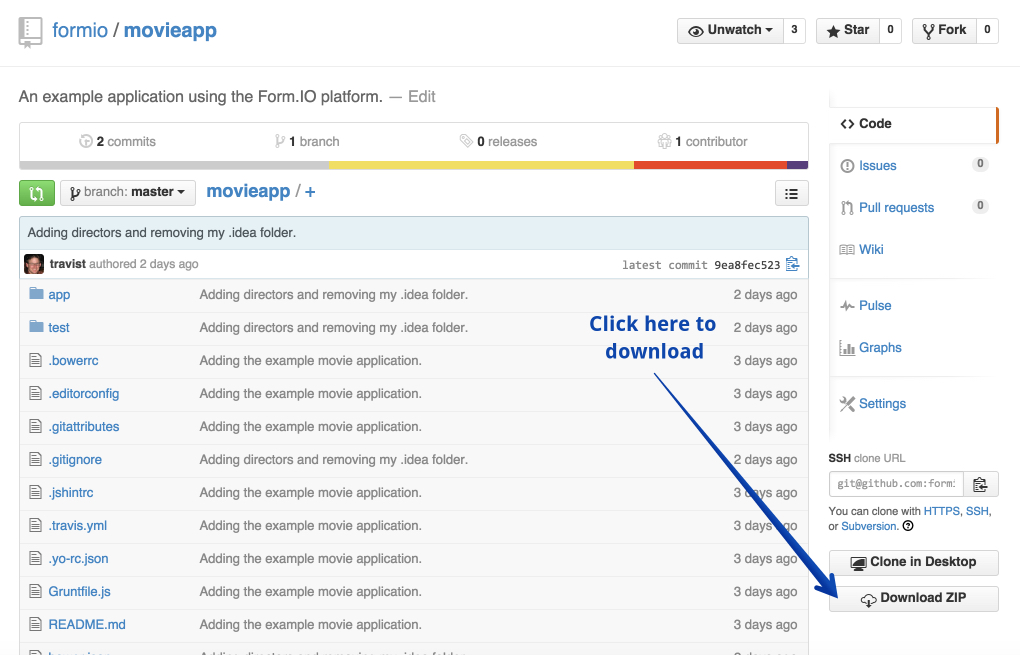 formio / movieapp
Unwatch 3 Star 0 Fork 0
An example application using the Form.IO platform. — Edit
2 commits 1 branch 0 releases 1 contributor
branch: master movieapp / +
Adding directors and removing my .idea folder.
travist authored 2 days ago latest commit 9ea8fec523
app Adding directors and removing my .idea folder. 2 days ago
test Adding directors and removing my .idea folder. 2 days ago
.bowerrc Adding the example movie application. 3 days ago
.editorconfig Adding the example movie application. 3 days ago
.gitattributes Adding the example movie application. 3 days ago
.gitignore Adding directors and removing my .idea folder. 2 days ago
.jshintrc Adding the example movie application. 3 days ago
.travis.yml Adding the example movie application. 3 days ago
.yo-rc.json Adding the example movie application. 3 days ago
Gruntfile.js Adding the example movie application. 3 days ago
README.md Adding the example movie application. 3 days ago
Click here to
download
Code
Issues 0
Pull requests 0
Wiki
Pulse
Graphs
Settings
SSH clone URL
git@github.com:form
You can clone with HTTPS, SSH,
or Subversion.
Clone in Desktop
Download ZIP